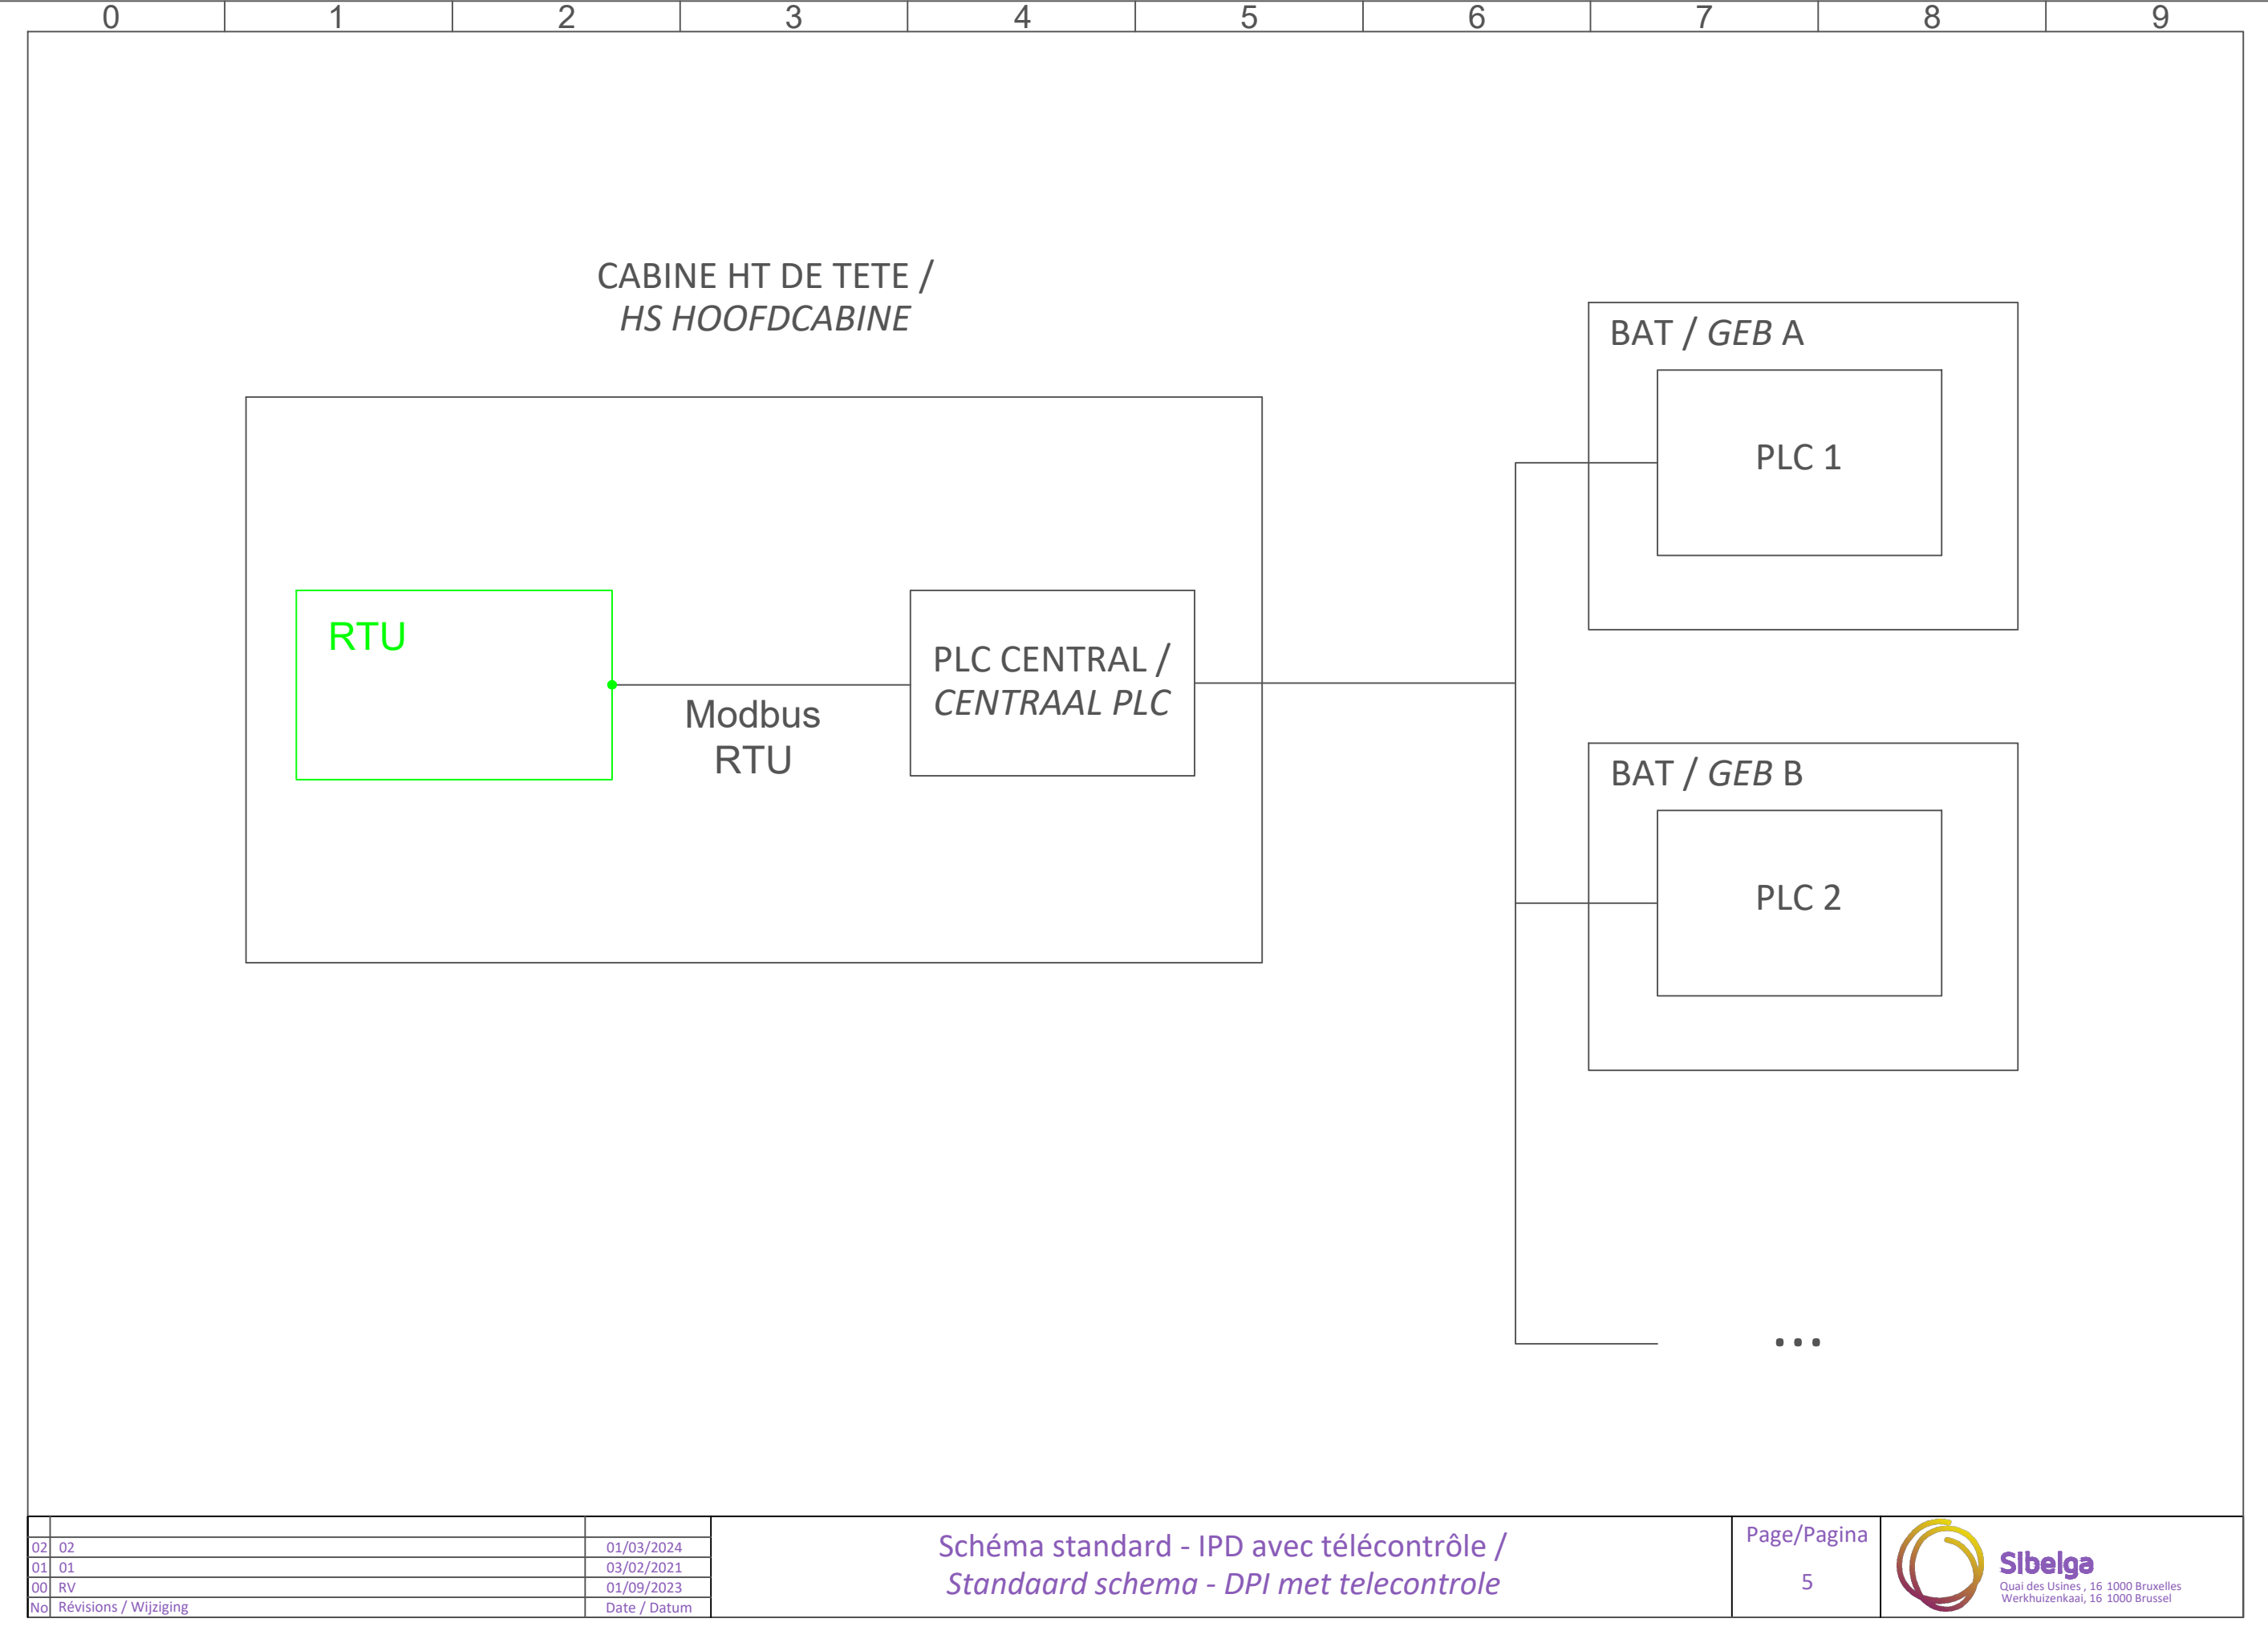 0 1 2 3 4 5 6 7 8 9
CABINE HT DE TETE /
HS HOOFDCABINE
RTU
Modbus
RTU
PLC CENTRAL /
CENTRAAL PLC
BAT / GEB A
PLC 1
BAT / GEB B
PLC 2
...
02 02 01/03/2024
01 01 03/02/2021
00 RV 01/09/2023
No Révisions / Wijziging Date / Datum
Schéma standard - IPD avec télécontrôle /
Standaard schema - DPI met telecontrole
Page/Pagina
5
SIbelga
Quai des Usines , 16 1000 Bruxelles
Werkhuizenkaai, 16 1000 Brussel